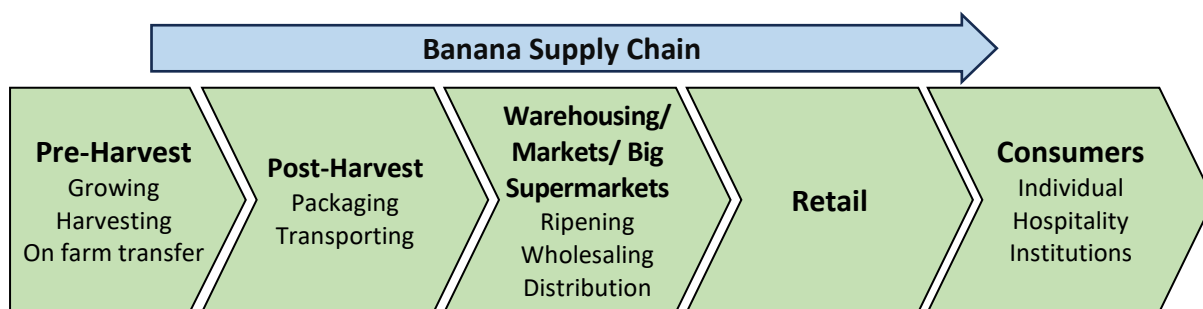 Banana Supply Chain
Pre-Harvest
Growing
Harvesting
On farm transfer
Post-Harvest
Packaging
Transporting
Warehousing/
Markets/ Big
Supermarkets
Ripening
Wholesaling
Distribution
Retail
Consumers
Individual
Hospitality
Institutions